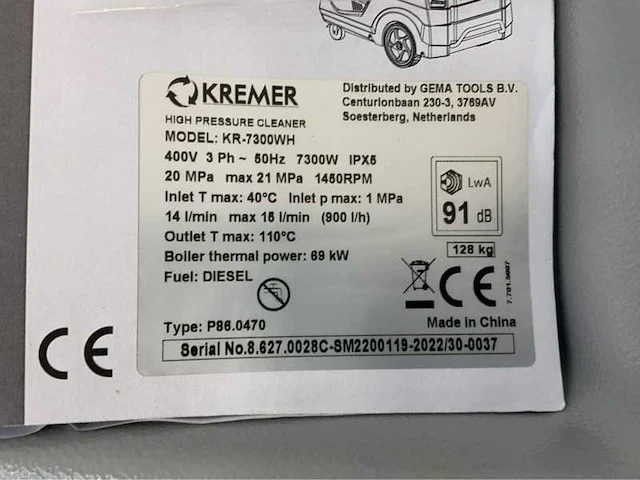 KREMER
HIGH PRESSURE CLEANER
MODEL: KR-7300WH
Distributed by GEMA TOOLS B.V.
Centurionbaan 230-3, 3769AV
Soesterberg, Netherlands
400V 3 Ph ~ 50Hz 7300W IPX5
20 MPa max 21 MPa 1450RPM
Inlet T max: 40°C Inlet p max: 1 MPa
14 l/min max 15 l/min (900 l/h)
Outlet T max: 110°C
Boiler thermal power: 69 kW
Fuel: DIESEL
LwA
91 dB
128 kg
CE
7.701.5087
Type: P86.0470
Made in China
Serial No.8.627.0028C-SM2200119-2022/30-0037
CE